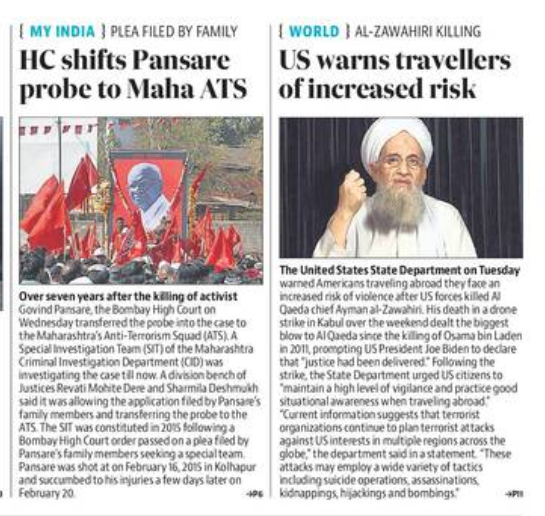 { MY INDIA } PLEA FILED BY FAMILY
HC shifts Pansare
probe to Maha ATS
Over seven years after the killing of activist
Govind Pansare, the Bombay High Court on
Wednesday transferred the probe into the case to
the Maharashtra's Anti-Terrorism Squad (ATS). A
Special Investigation Team (SIT) of the Maharashtra
Criminal Investigation Department (CID) was
investigating the case till now. A division bench of
Justices Revati Mohite Dere and Sharmila Deshmukh
said it was allowing the application filed by Pansare's
family members and transferring the probe to the
ATS. The SIT was constituted in 2015 following a
Bombay High Court order passed on a plea filed by
Pansare's family members seeking a special team.
Pansare was shot at on February 16, 2015 in Kolhapur
and succumbed to his injuries a few days later on
February 20. →P6
{ WORLD } AL-ZAWAHIRI KILLING
US warns travellers
of increased risk
The United States State Department on Tuesday
warned Americans traveling abroad they face an
increased risk of violence after US forces killed Al
Qaeda chief Ayman al-Zawahiri. His death in a drone
strike in Kabul over the weekend dealt the biggest
blow to Al Qaeda since the killing of Osama bin Laden
in 2011, prompting US President Joe Biden to declare
that "justice had been delivered." Following the
strike, the State Department urged US citizens to
"maintain a high level of vigilance and practice good
situational awareness when traveling abroad."
"Current information suggests that terrorist
organizations continue to plan terrorist attacks
against US interests in multiple regions across the
globe," the department said in a statement. "These
attacks may employ a wide variety of tactics
including suicide operations, assassinations,
kidnappings, hijackings and bombings." →P11